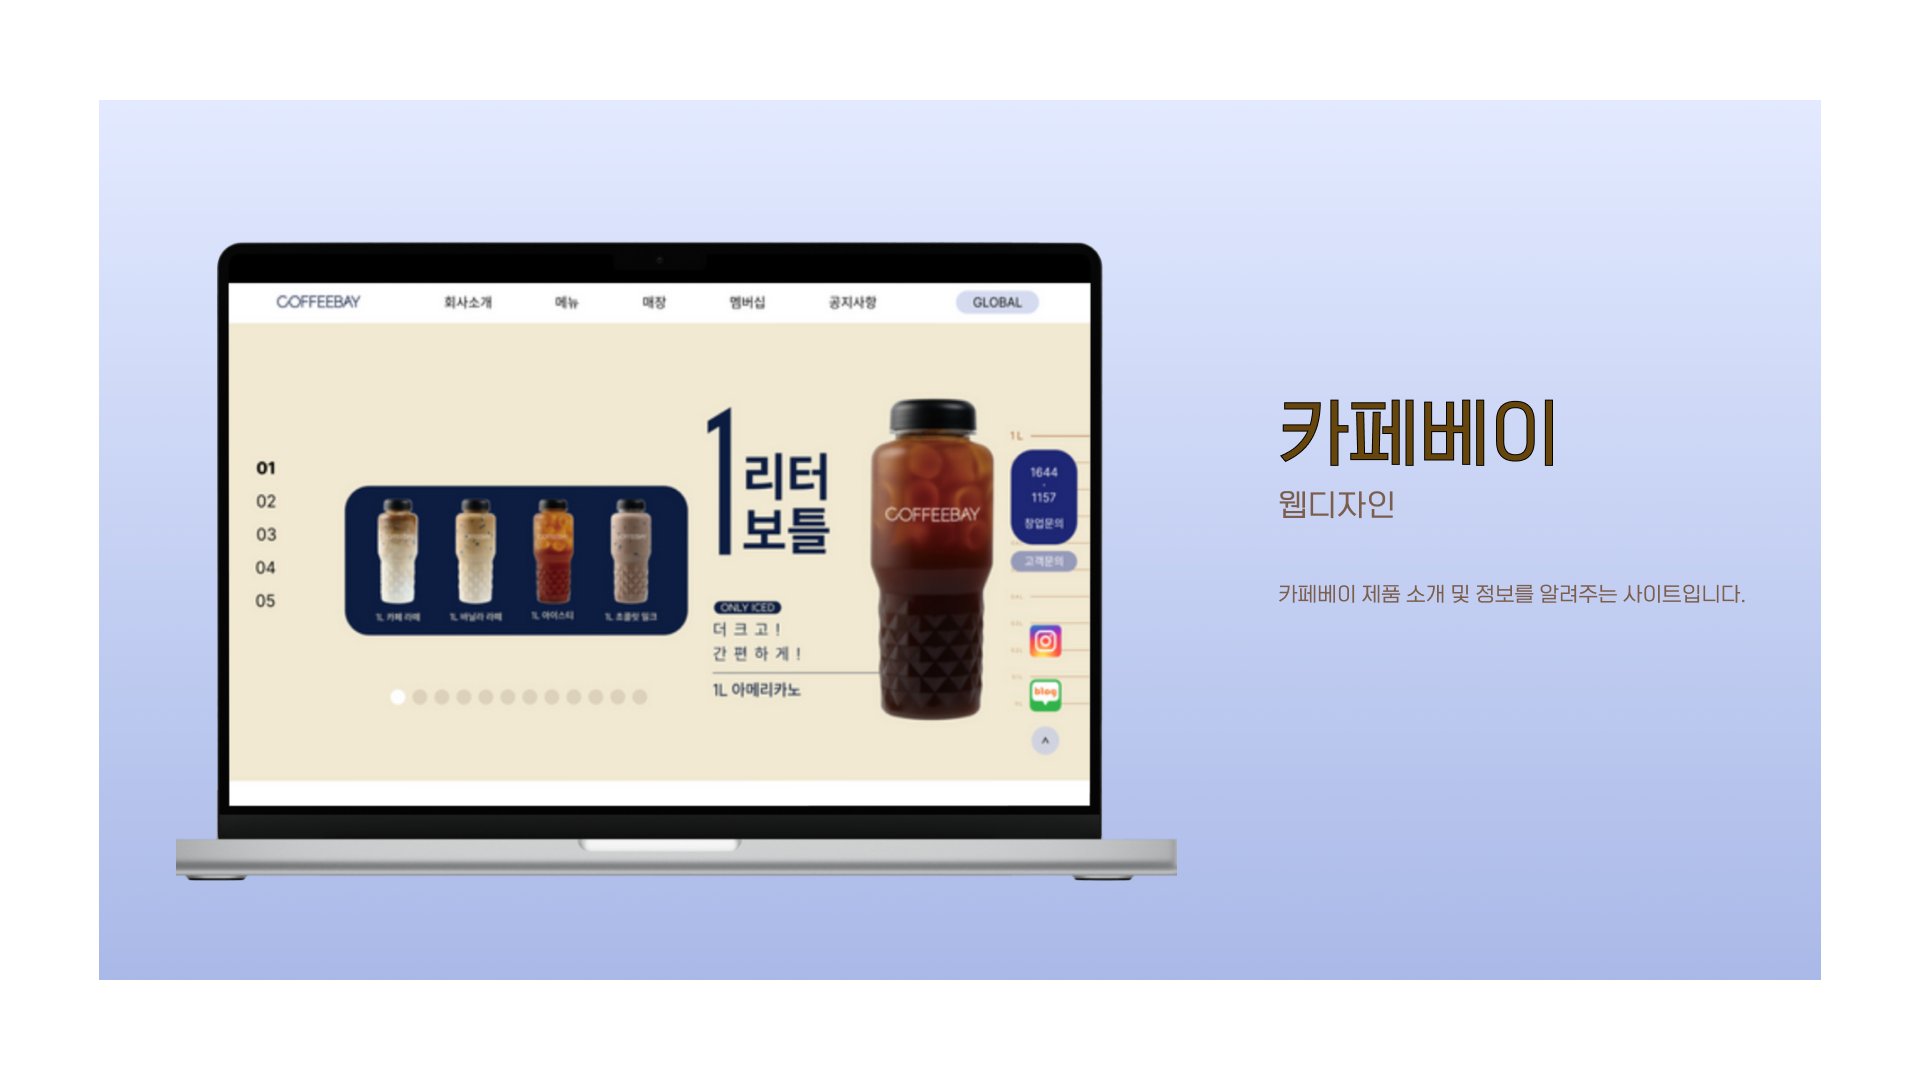 COFFEEBAY 회사소개 메뉴 매장 멤버십 공지사항 GLOBAL
01
02
03
04
05
1L 카페 라떼 1L 바닐라 라떼 1L 아이스티 1L 초콜릿 밀크
1리터
보틀
ONLY ICED
더 크 고 !
간 편 하 게 !
1L 아메리카노
COFFEEBAY
1L
1644
-
1157
창업문의
고객문의
blog
카페베이
웹디자인
카페베이 제품 소개 및 정보를 알려주는 사이트입니다.